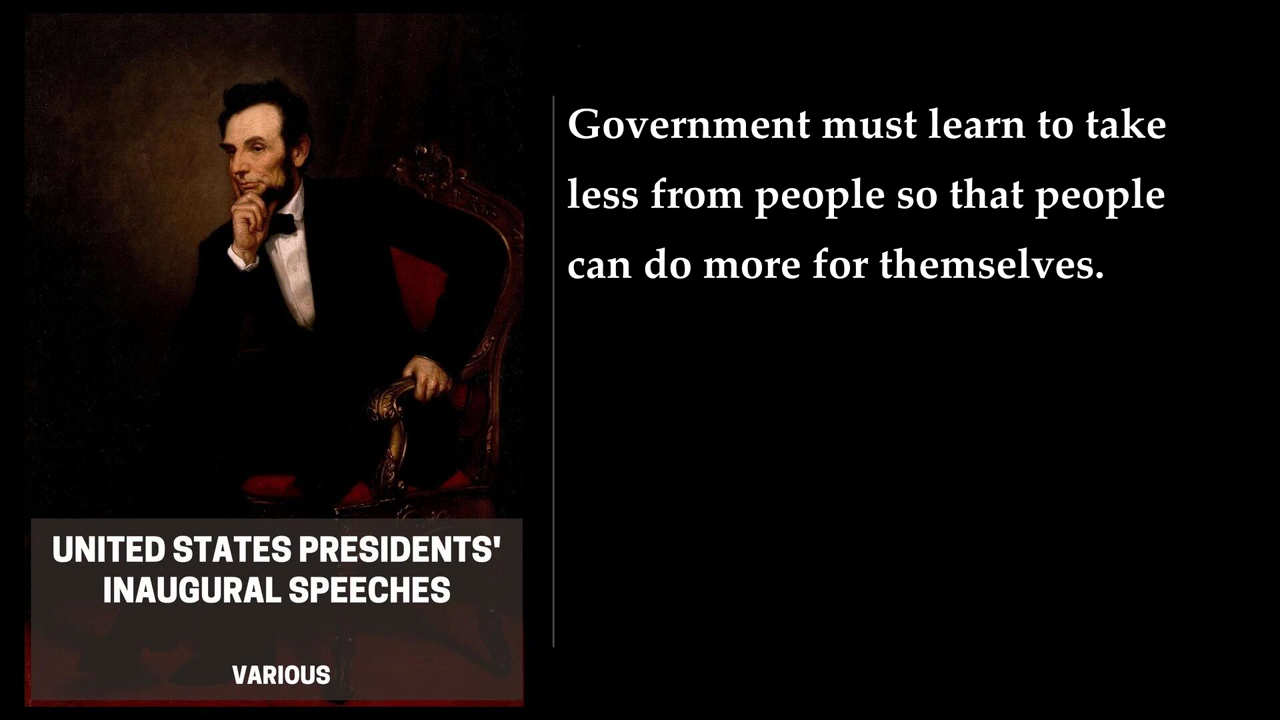 Government must learn to take
less from people so that people
can do more for themselves.
UNITED STATES PRESIDENTS'
INAUGURAL SPEECHES
VARIOUS